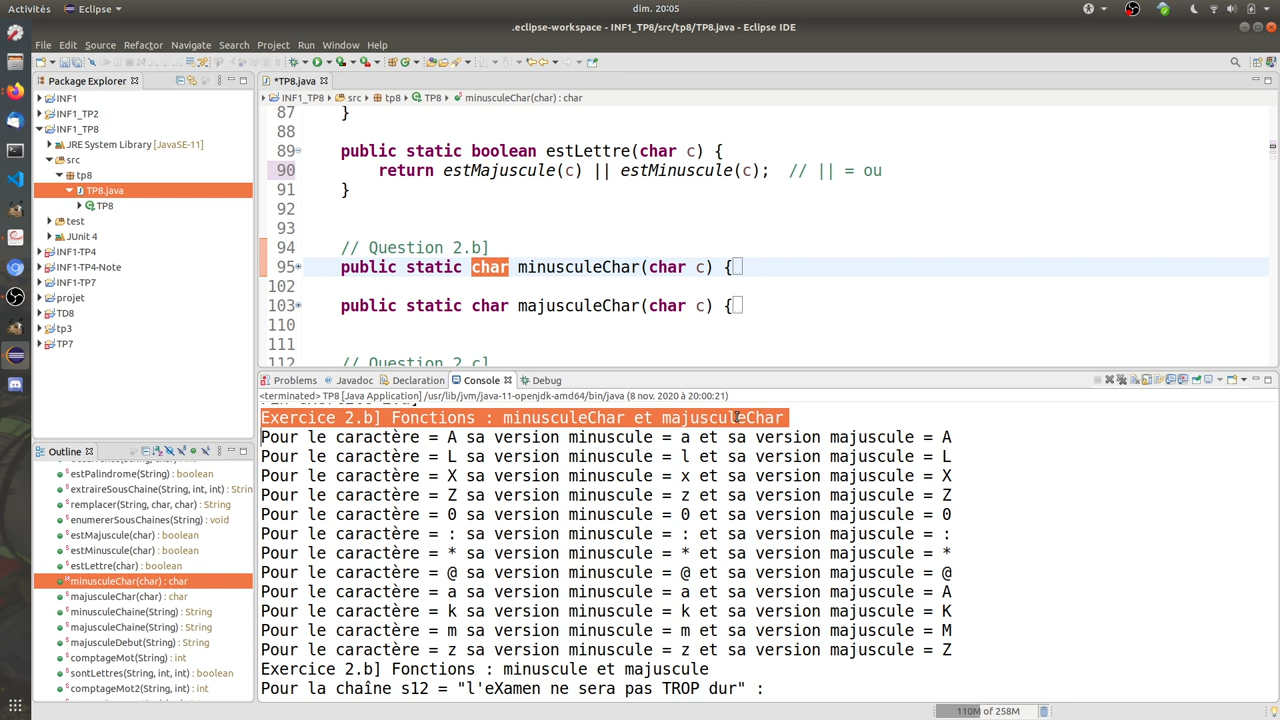 Activités
Eclipse
dim. 20:05
.eclipse-workspace - INF1_TP8/src/tp8/TP8.java - Eclipse IDE
File Edit Source Refactor Navigate Search Project Run Window Help
Package Explorer
INF1
INF1_TP2
INF1_TP8
JRE System Library [JavaSE-11]
src
tp8
TP8.java
TP8
test
JUnit 4
INF1-TP4
INF1-TP4-Note
INF1-TP7
projet
TD8
tp3
TP7
Outline
estPalindrome(String) : boolean
extraireSousChaine(String, int, int) : Strin
remplacer(String, char, char) : String
enumererSousChaines(String) : void
estMajuscule(char) : boolean
estMinuscule(char) : boolean
estLettre(char) : boolean
minusculeChar(char) : char
majusculeChar(char) : char
minusculeChaine(String) : String
majusculeChaine(String) : String
majusculeDebut(String) : String
comptageMot(String) : int
sontLettres(String, int, int) : boolean
comptageMot2(String) : int
*TP8.java
INF1_TP8 src tp8 TP8 minusculeChar(char) : char
87 }
88
89 public static boolean estLettre(char c) {
90 return estMajuscule(c) || estMinuscule(c); // || = ou
91 }
92
93
94 // Question 2.b]
95 public static char minusculeChar(char c) {
102
103 public static char majusculeChar(char c) {
110
111
112 // Question 2.c]
Problems Javadoc Declaration Console Debug
<terminated> TP8 [Java Application] /usr/lib/jvm/java-11-openjdk-amd64/bin/java (8 nov. 2020 à 20:00:21)
Exercice 2.b] Fonctions : minusculeChar et majusculeChar
Pour le caractère = A sa version minuscule = a et sa version majuscule = A
Pour le caractère = L sa version minuscule = l et sa version majuscule = L
Pour le caractère = X sa version minuscule = x et sa version majuscule = X
Pour le caractère = Z sa version minuscule = z et sa version majuscule = Z
Pour le caractère = 0 sa version minuscule = 0 et sa version majuscule = 0
Pour le caractère = : sa version minuscule = : et sa version majuscule = :
Pour le caractère = * sa version minuscule = * et sa version majuscule = *
Pour le caractère = @ sa version minuscule = @ et sa version majuscule = @
Pour le caractère = a sa version minuscule = a et sa version majuscule = A
Pour le caractère = k sa version minuscule = k et sa version majuscule = K
Pour le caractère = m sa version minuscule = m et sa version majuscule = M
Pour le caractère = z sa version minuscule = z et sa version majuscule = Z
Exercice 2.b] Fonctions : minuscule et majuscule
Pour la chaîne s12 = "l'eXamen ne sera pas TROP dur" :
110M of 258M